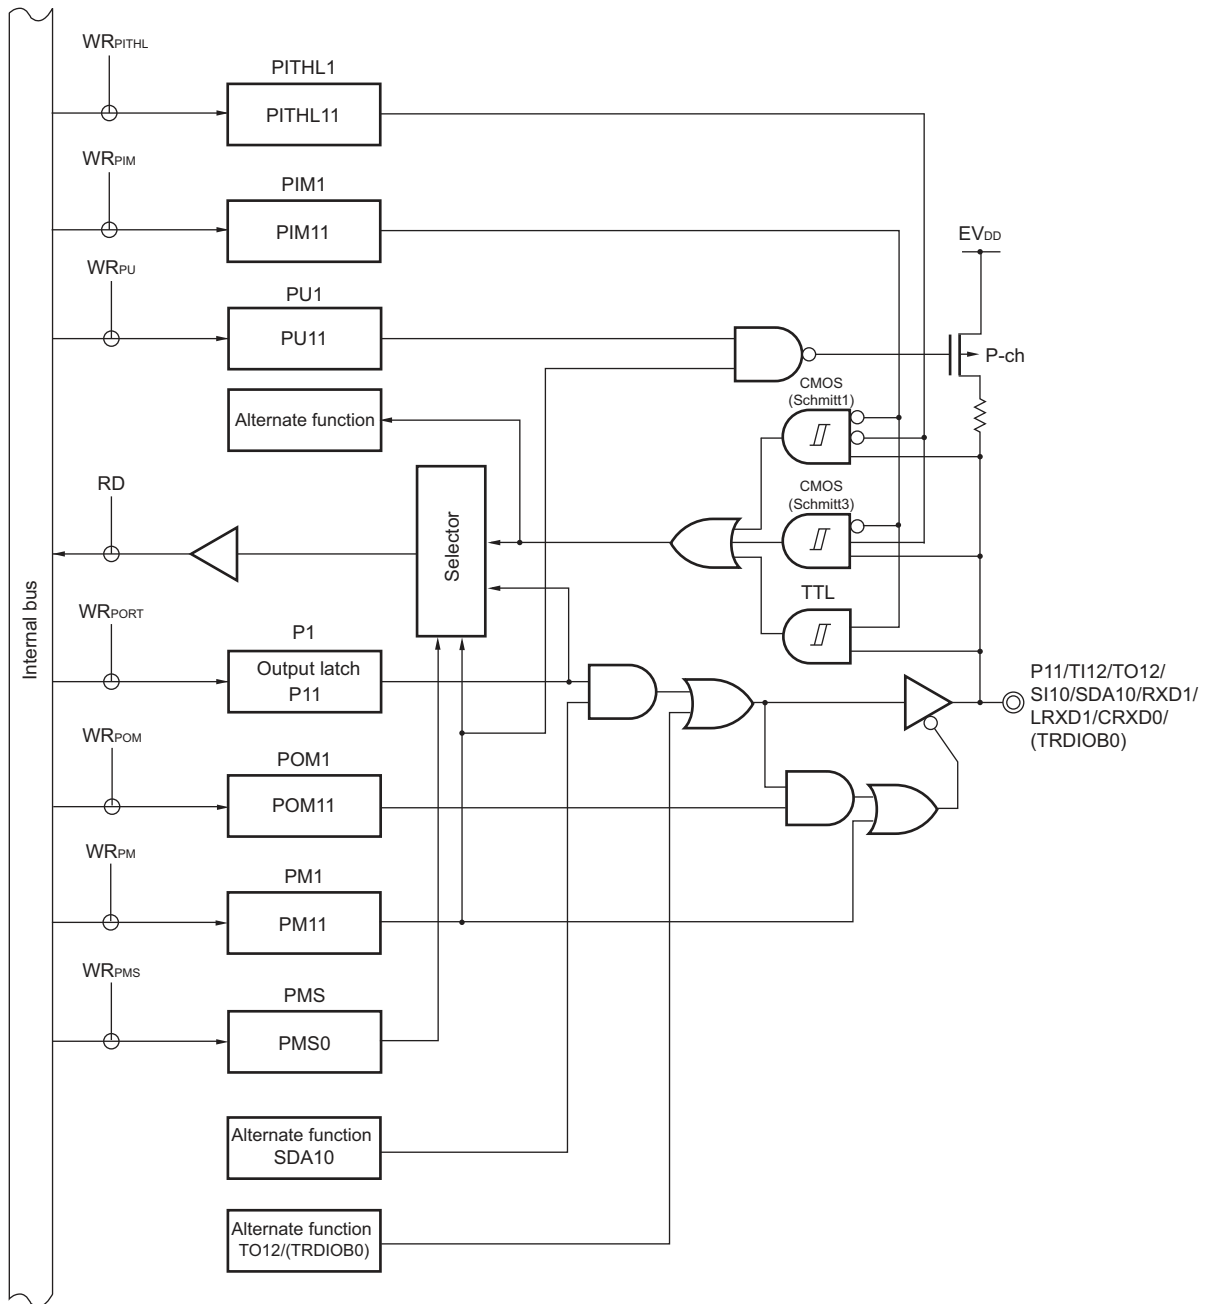 WRPITHL
PITHL1
PITHL11
WRPIM
PIM1
PIM11
EVDD
WRPU
PU1
PU11
P-ch
CMOS
(Schmitt1)
Alternate function
RD
CMOS
(Schmitt3)
Selector
Internal bus
TTL
WRPORT
P1
Output latch
P11
P11/TI12/TO12/
SI10/SDA10/RXD1/
LRXD1/CRXD0/
(TRDIOB0)
WRPOM
POM1
POM11
WRPM
PM1
PM11
WRPMS
PMS
PMS0
Alternate function
SDA10
Alternate function
TO12/(TRDIOB0)